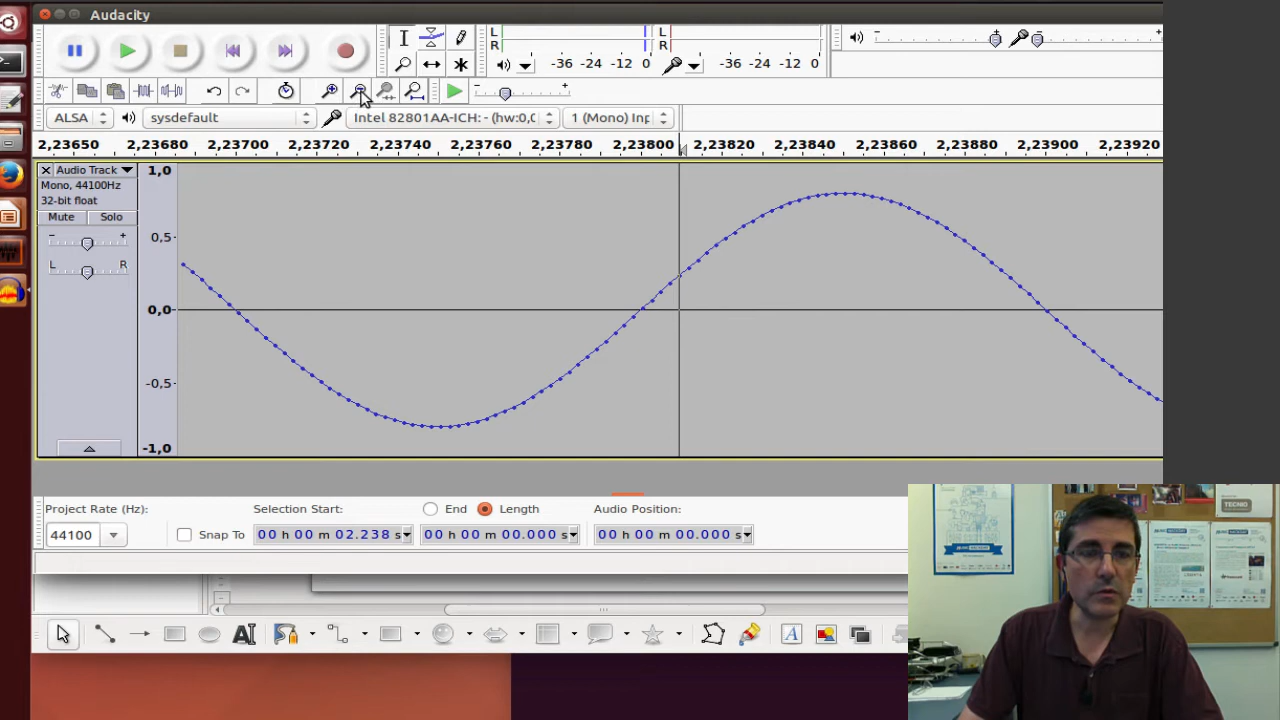 Audacity
L
R
-36 -24 -12 0
L
R
-36 -24 -12 0
- +
-
- +
ALSA sysdefault Intel 82801AA-ICH: - (hw:0,0 1 (Mono) Inp
2,23650 2,23680 2,23700 2,23720 2,23740 2,23760 2,23780 2,23800 2,23820 2,23840 2,23860 2,23880 2,23900 2,23920
Audio Track
Mono, 44100Hz
32-bit float
Mute Solo
- +
L R
1,0
0,5
0,0
-0,5
-1,0
Project Rate (Hz): Selection Start: End Length Audio Position:
44100 Snap To 00 h 00 m 02.238 s 00 h 00 m 00.000 s 00 h 00 m 00.000 s
A
A